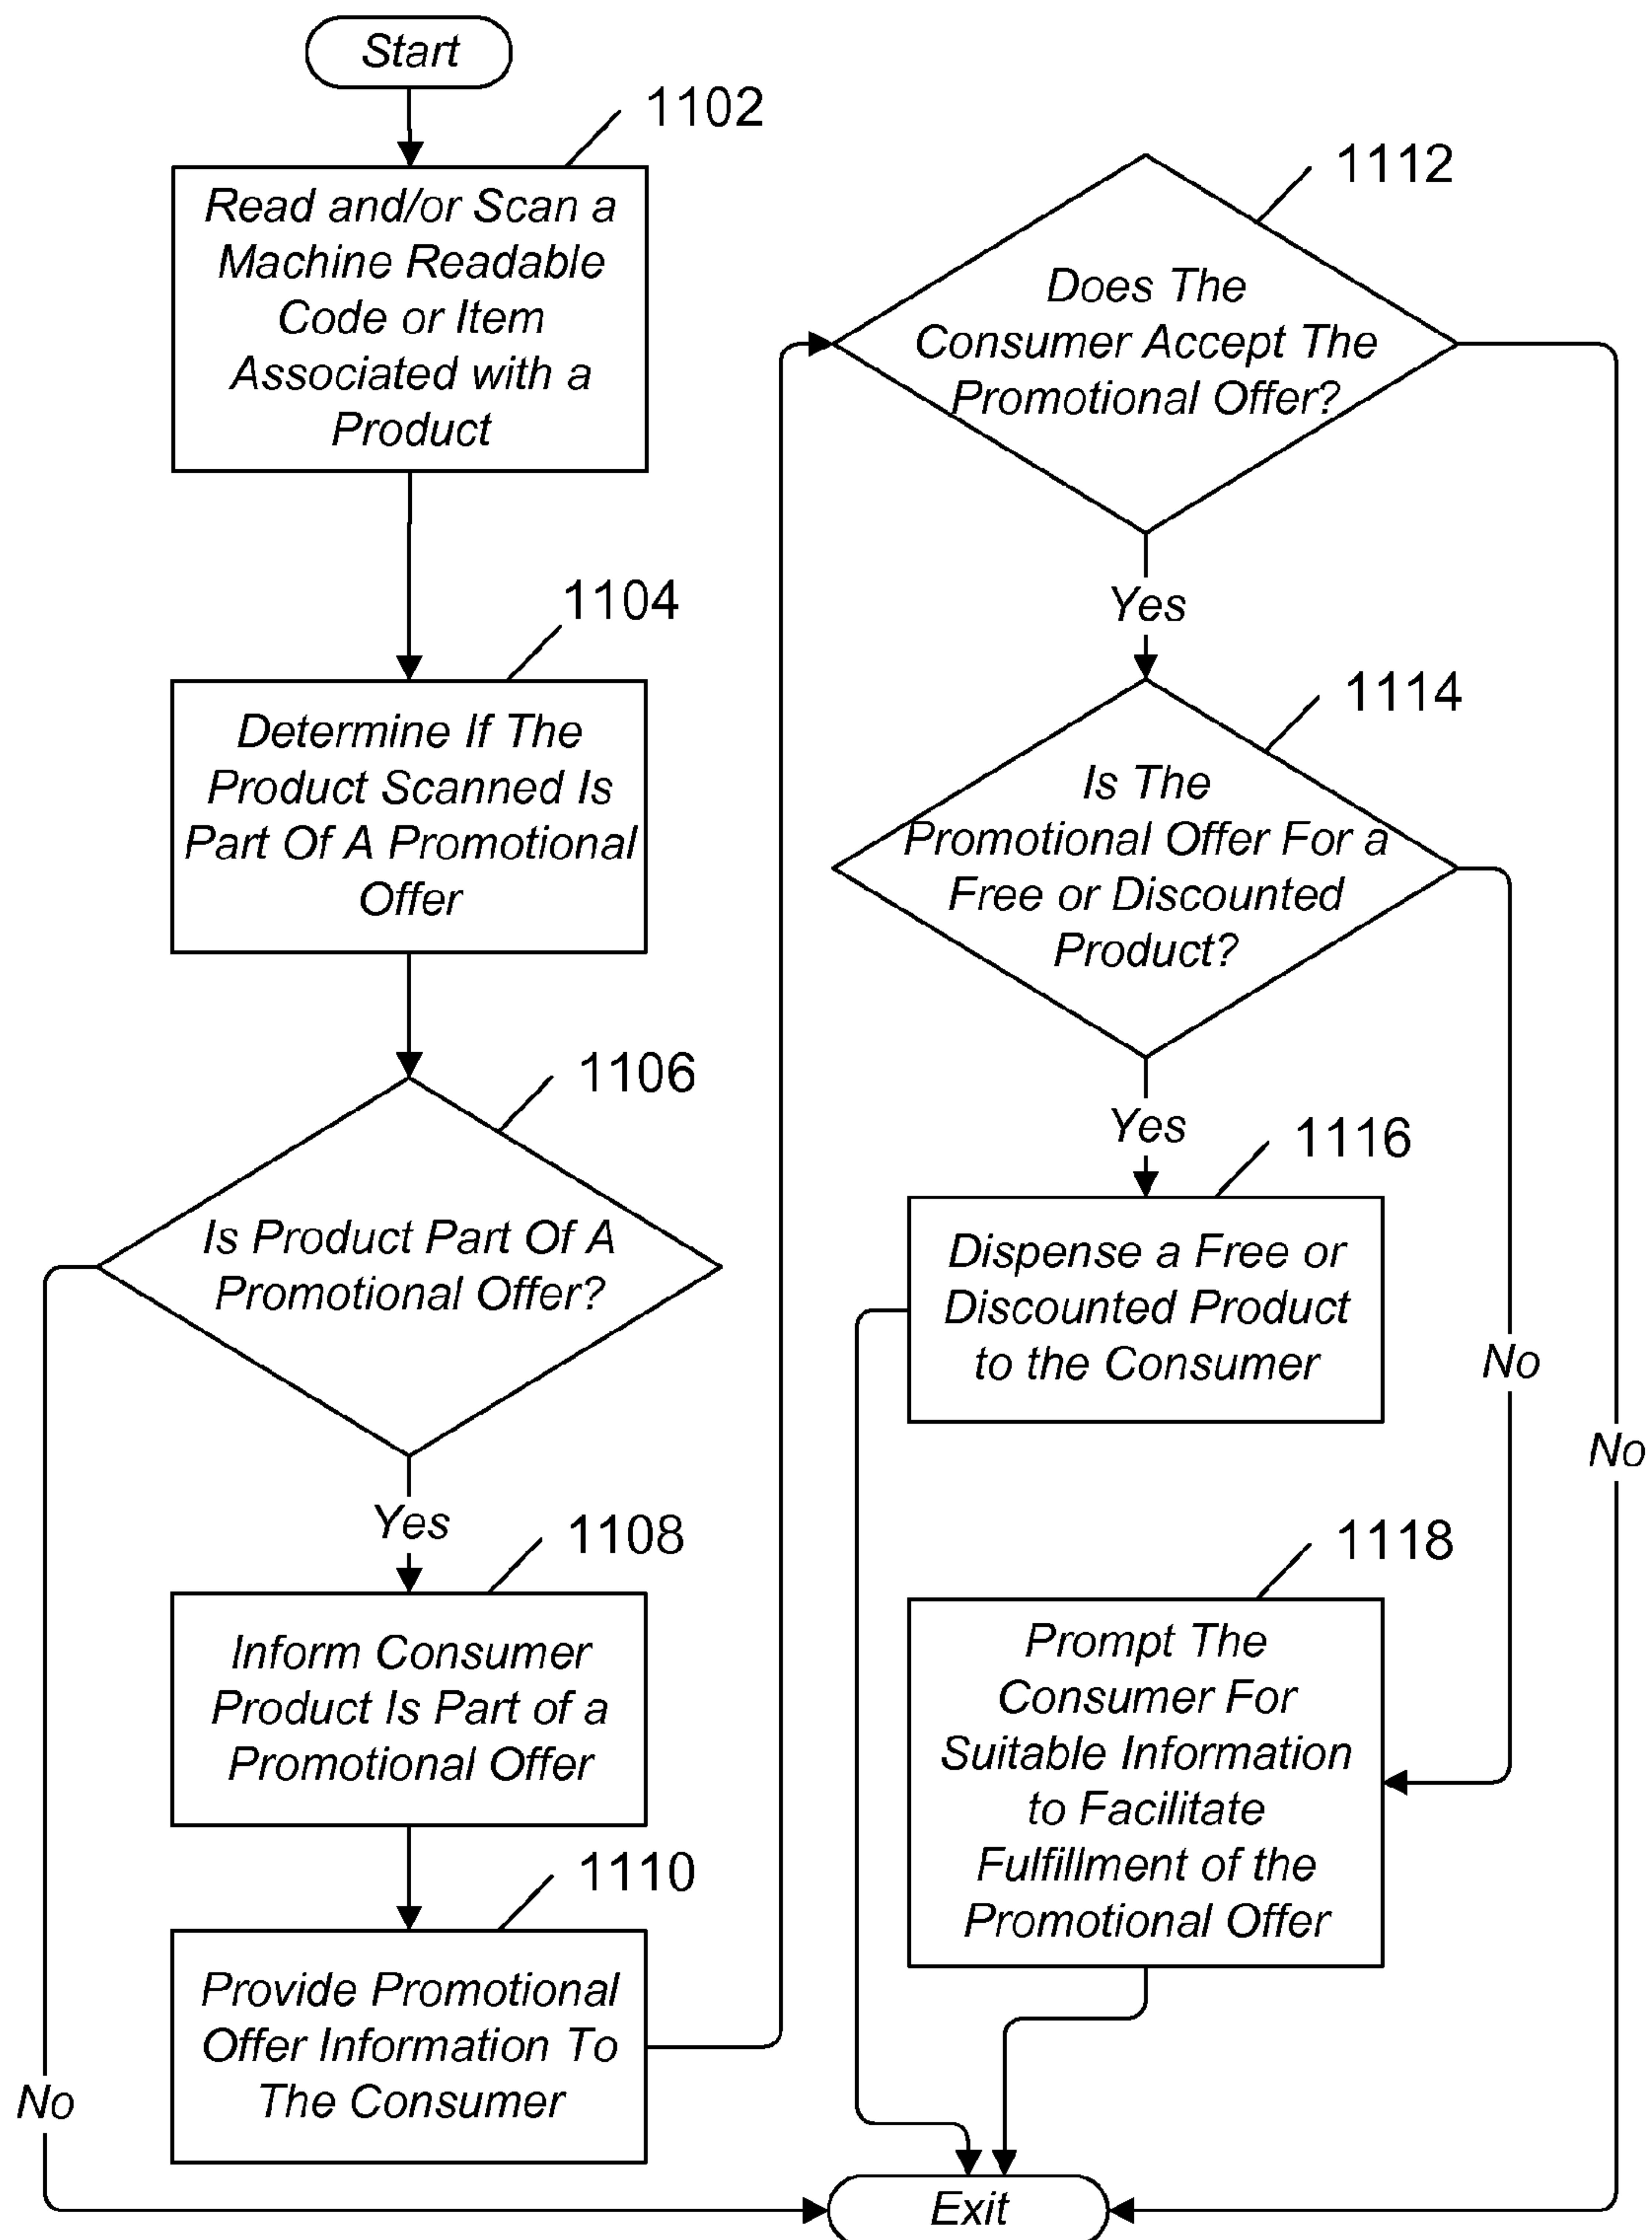 Start
1102
Read and/or Scan a
Machine Readable
Code or Item
Associated with a
Product
1104
Determine If The
Product Scanned Is
Part Of A Promotional
Offer
1106
Is Product Part Of A
Promotional Offer?
Yes
No
1108
Inform Consumer
Product Is Part of a
Promotional Offer
1110
Provide Promotional
Offer Information To
The Consumer
1112
Does The
Consumer Accept The
Promotional Offer?
Yes
No
1114
Is The
Promotional Offer For a
Free or Discounted
Product?
Yes
No
1116
Dispense a Free or
Discounted Product
to the Consumer
1118
Prompt The
Consumer For
Suitable Information
to Facilitate
Fulfillment of the
Promotional Offer
Exit